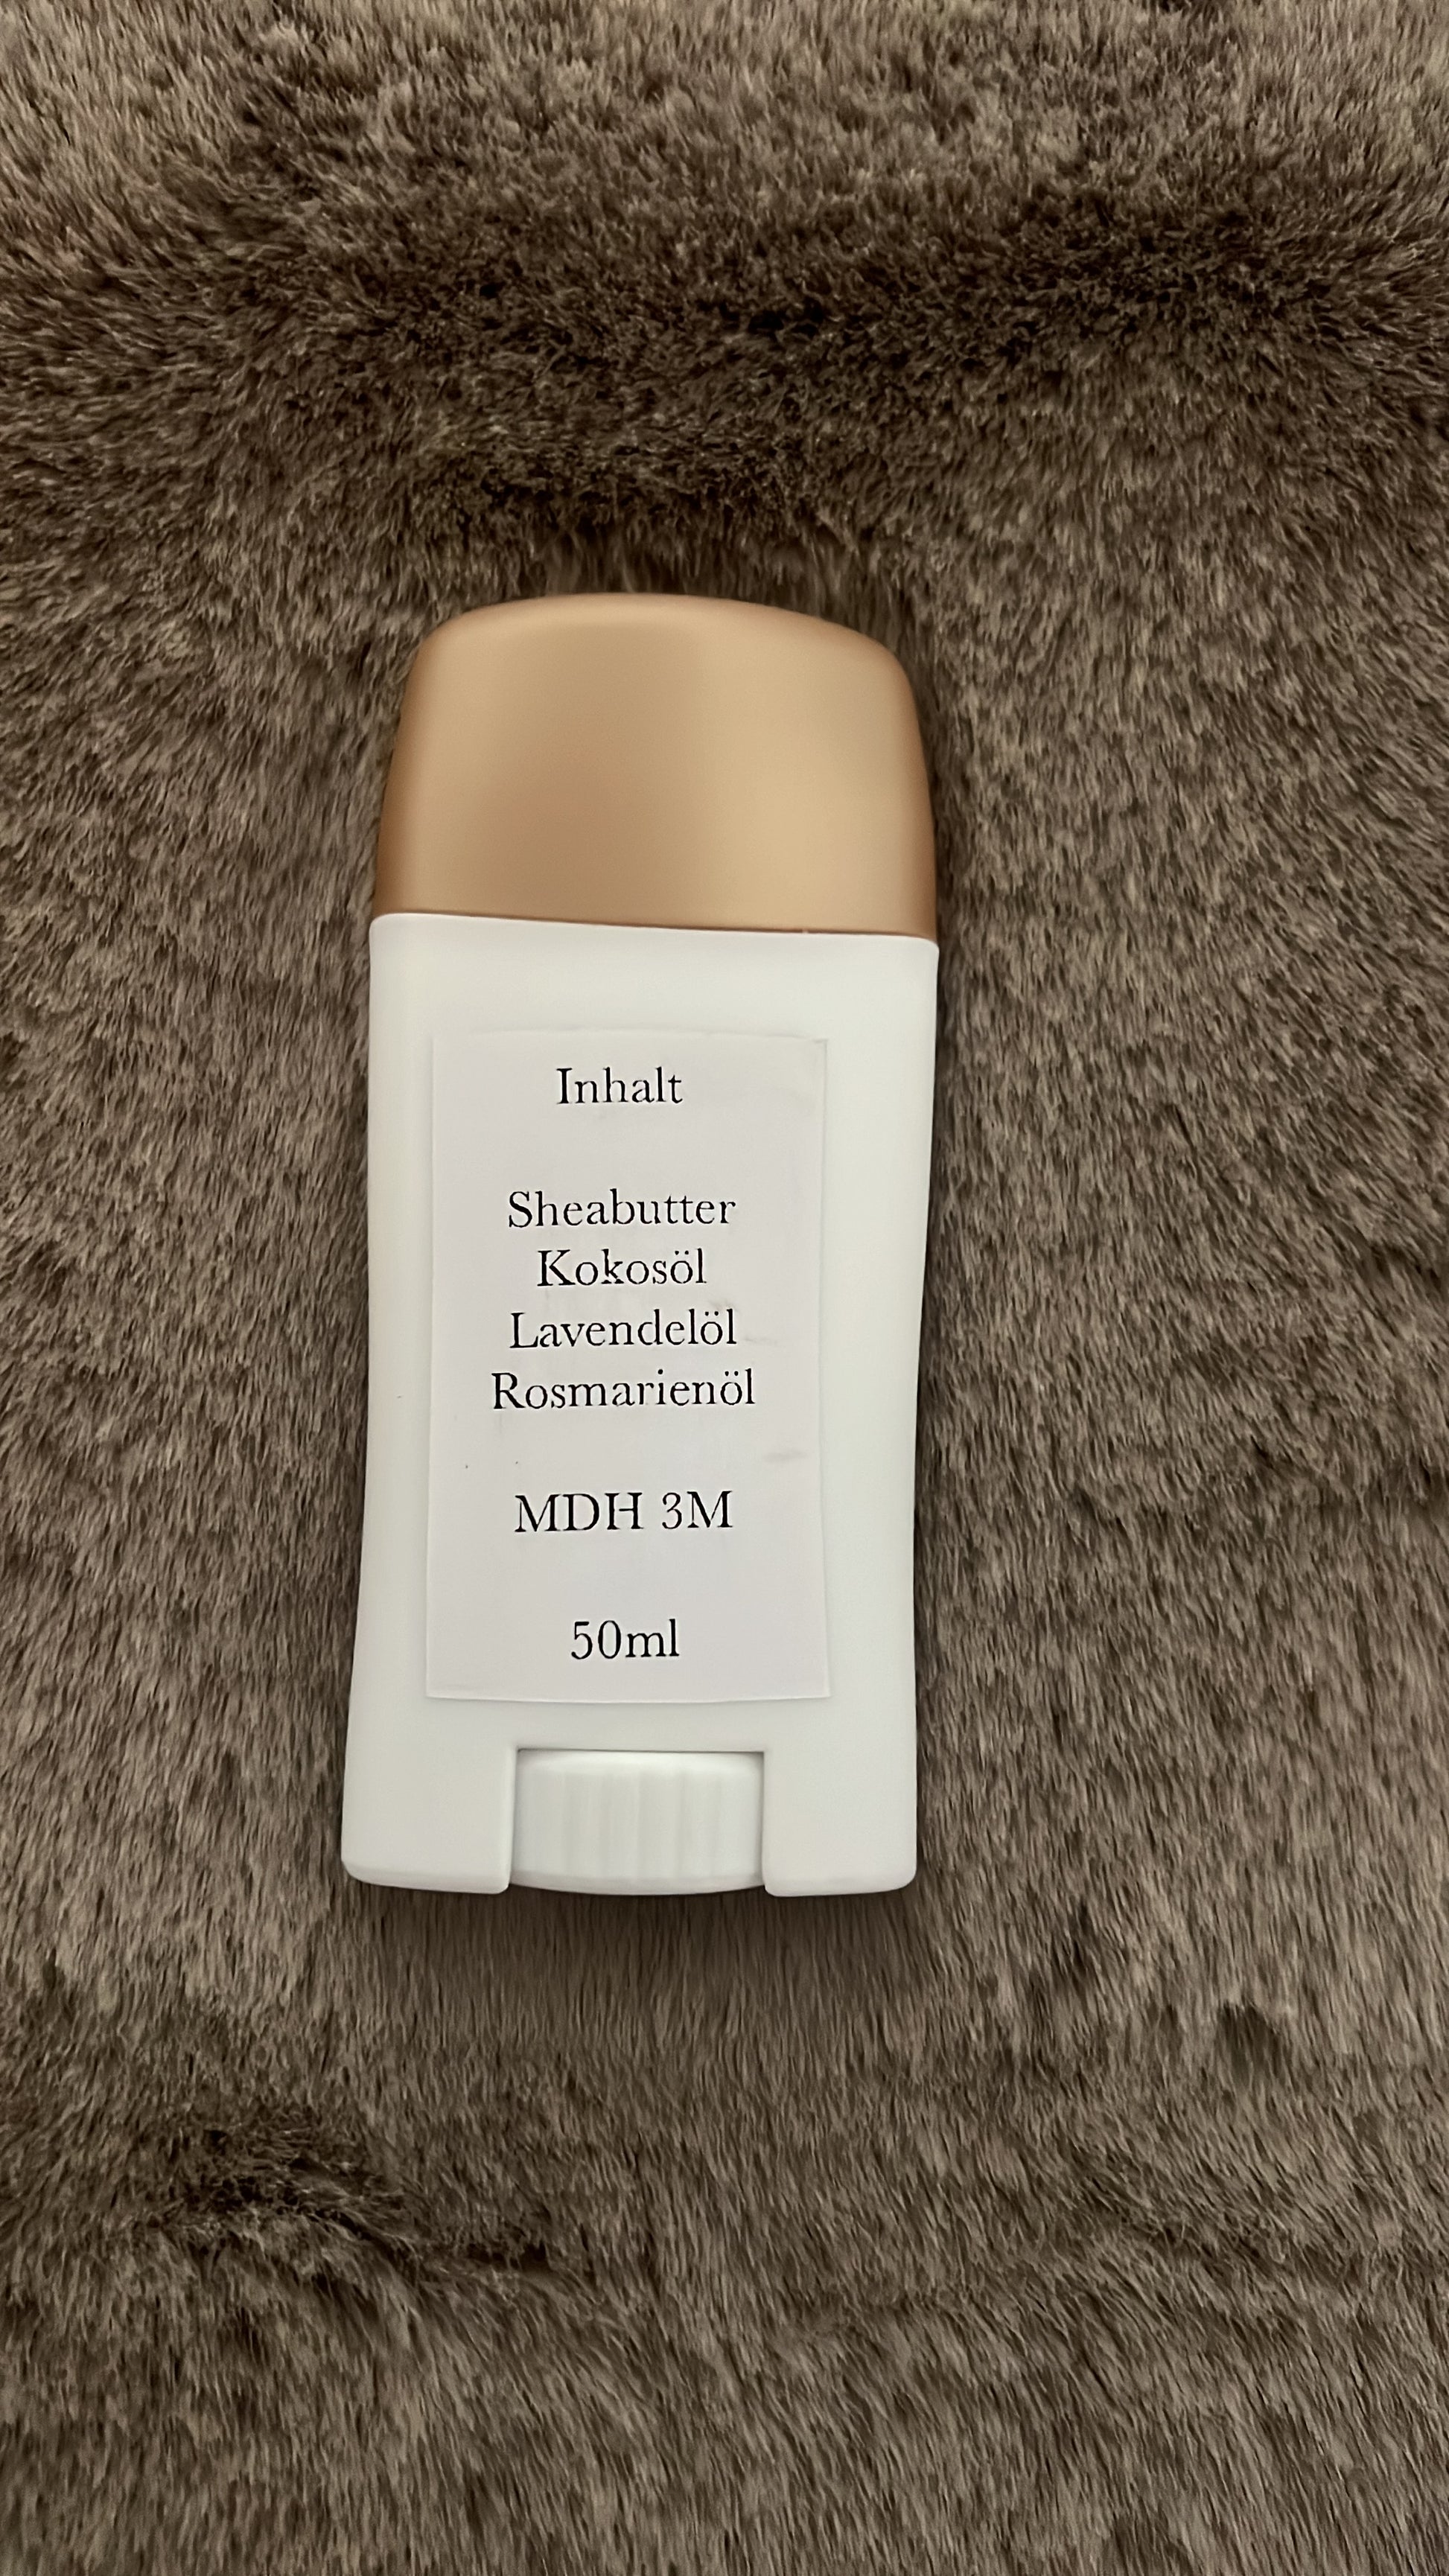 Inhalt
Sheabutter
Kokosöl
Lavendelöl
Rosmarienöl
MDH 3M
50ml